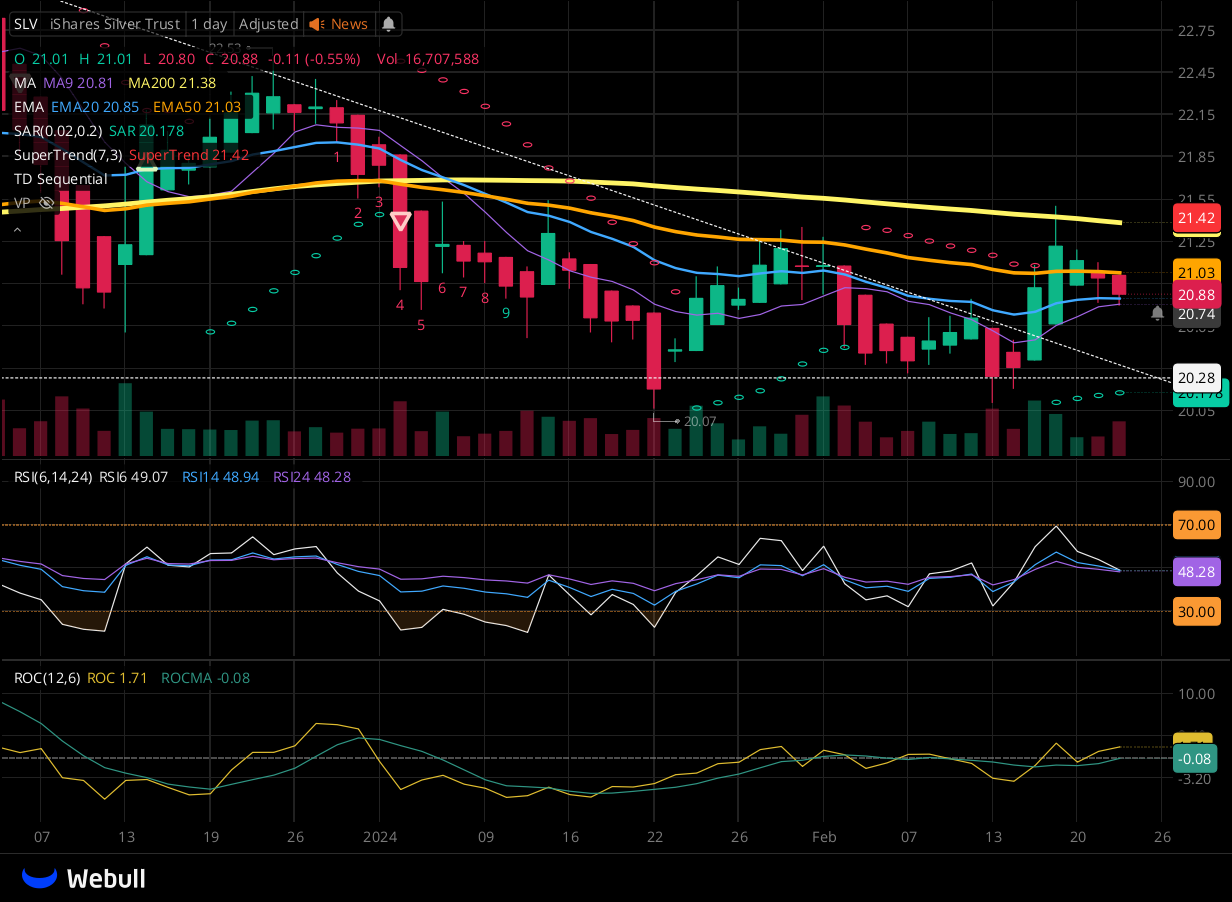 SLV iShares Silver Trust 1 day Adjusted News
22.53
O 21.01 H 21.01 L 20.80 C 20.88 -0.11 (-0.55%) Vol 16,707,588
MA MA9 20.81 MA200 21.38
EMA EMA20 20.85 EMA50 21.03
SAR(0.02,0.2) SAR 20.178
SuperTrend(7,3) SuperTrend 21.42
TD Sequential
VP
1
2
3
4
5
6
7
8
9
20.07
22.75
22.45
22.15
21.85
21.55
21.42
21.25
21.03
20.88
20.74
20.65
20.28
20.178
20.05
RSI(6,14,24) RSI6 49.07 RSI14 48.94 RSI24 48.28
90.00
70.00
48.28
30.00
ROC(12,6) ROC 1.71 ROCMA -0.08
10.00
-0.08
-3.20
07 13 19 26 2024 09 16 22 26 Feb 07 13 20 26
Webull